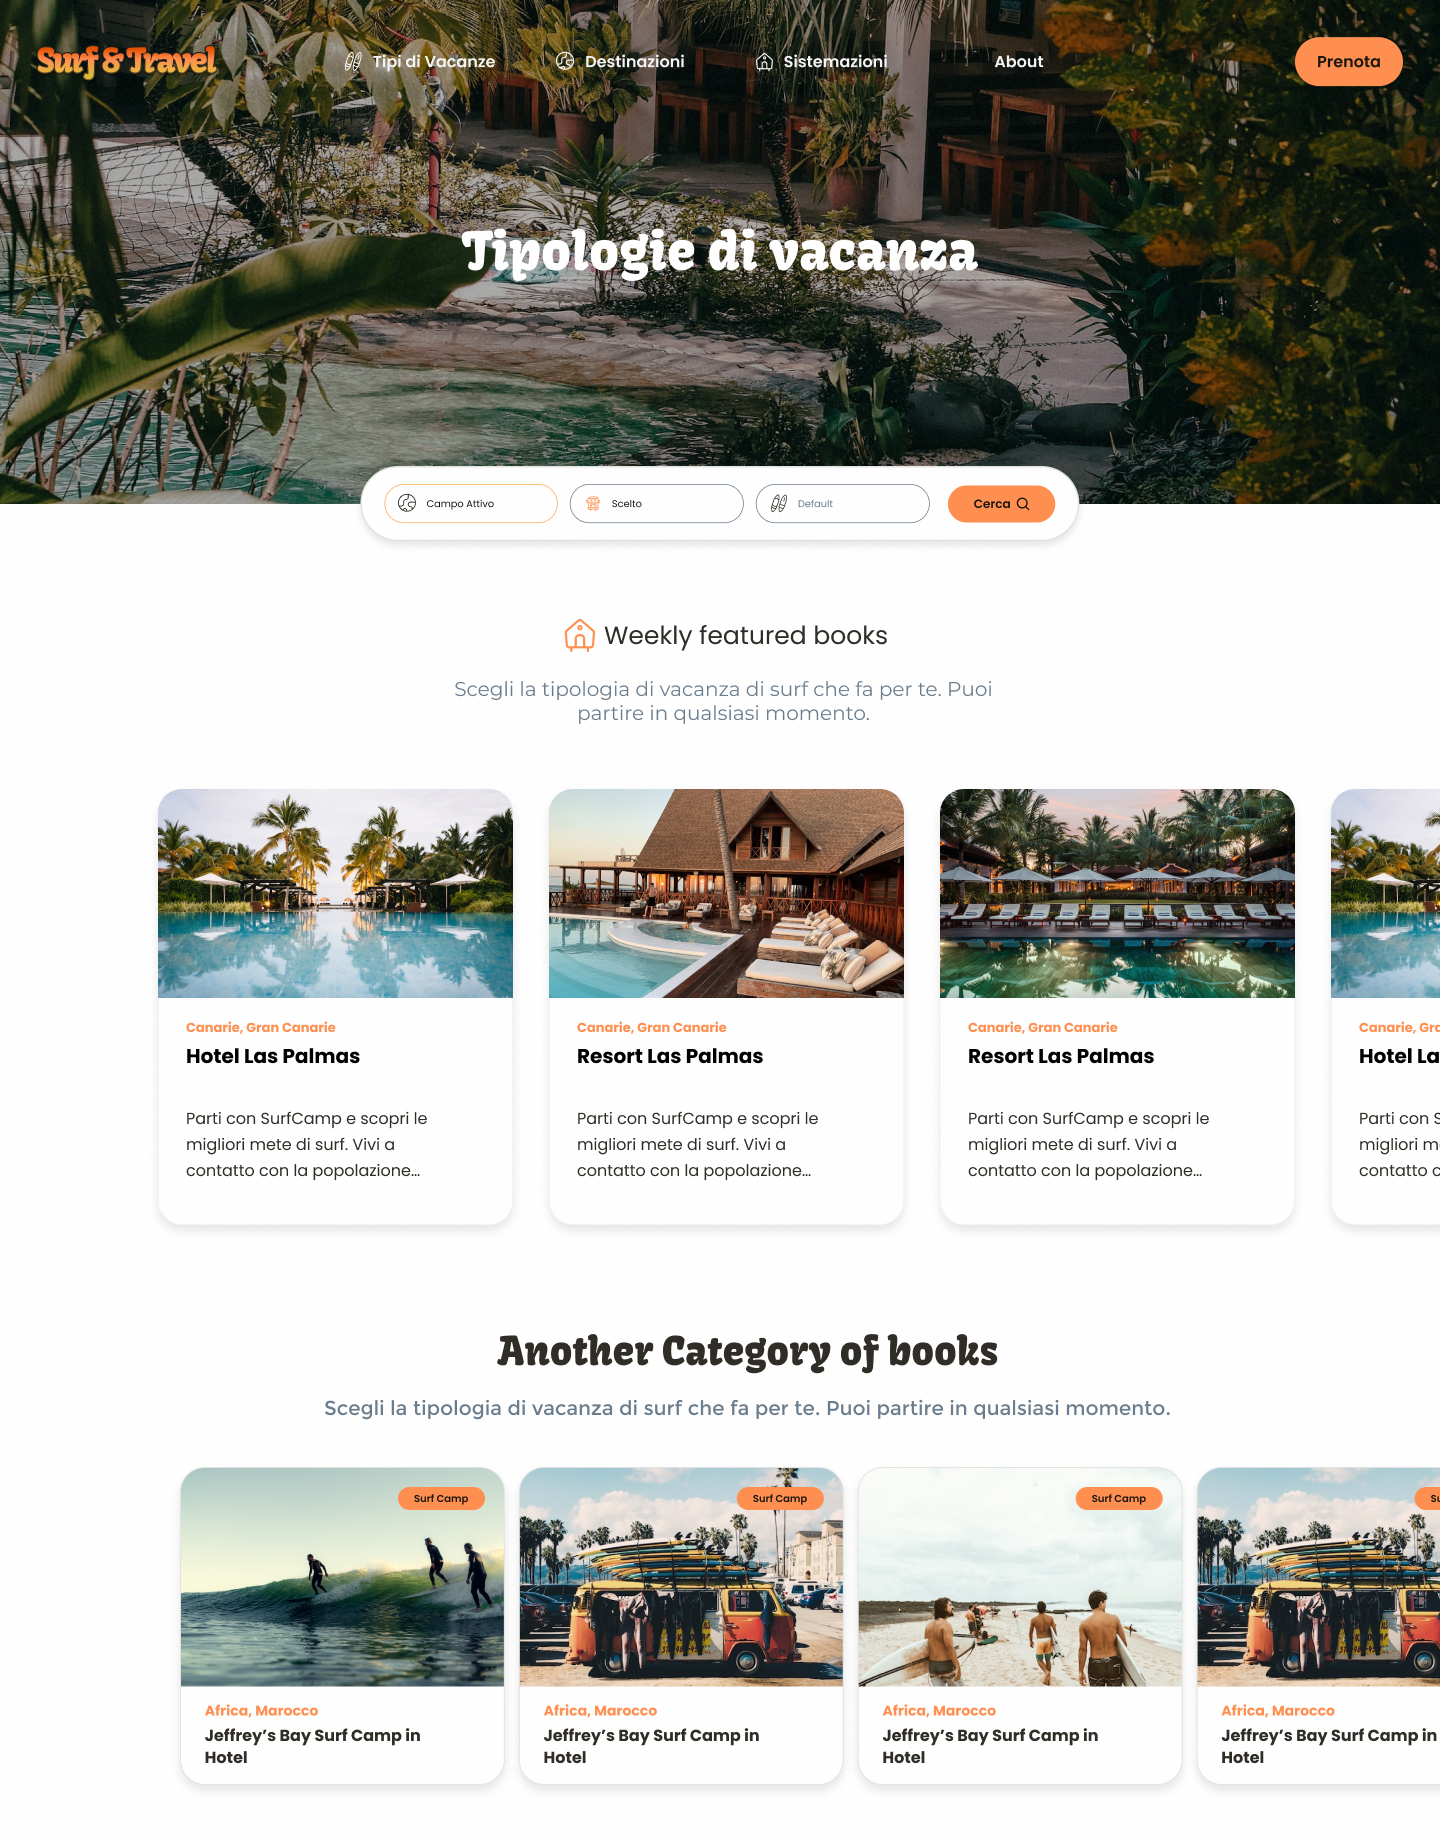 Surf & Travel
Tipi di Vacanze
Destinazioni
Sistemazioni
About
Prenota
Tipologie di vacanza
Campo Attivo
Scelto
Default
Cerca
Weekly featured books
Scegli la tipologia di vacanza di surf che fa per te. Puoi
partire in qualsiasi momento.
Canarie, Gran Canarie
Hotel Las Palmas
Parti con SurfCamp e scopri le
migliori mete di surf. Vivi a
contatto con la popolazione...
Canarie, Gran Canarie
Resort Las Palmas
Parti con SurfCamp e scopri le
migliori mete di surf. Vivi a
contatto con la popolazione...
Canarie, Gran Canarie
Resort Las Palmas
Parti con SurfCamp e scopri le
migliori mete di surf. Vivi a
contatto con la popolazione...
Canarie, Gra
Hotel La
Parti con S
migliori m
contatto c
Another Category of books
Scegli la tipologia di vacanza di surf che fa per te. Puoi partire in qualsiasi momento.
Surf Camp
Africa, Marocco
Jeffrey's Bay Surf Camp in
Hotel
Surf Camp
Africa, Marocco
Jeffrey's Bay Surf Camp in
Hotel
Surf Camp
Africa, Marocco
Jeffrey's Bay Surf Camp in
Hotel
Su
Africa, Marocco
Jeffrey's Bay Surf Camp in
Hotel